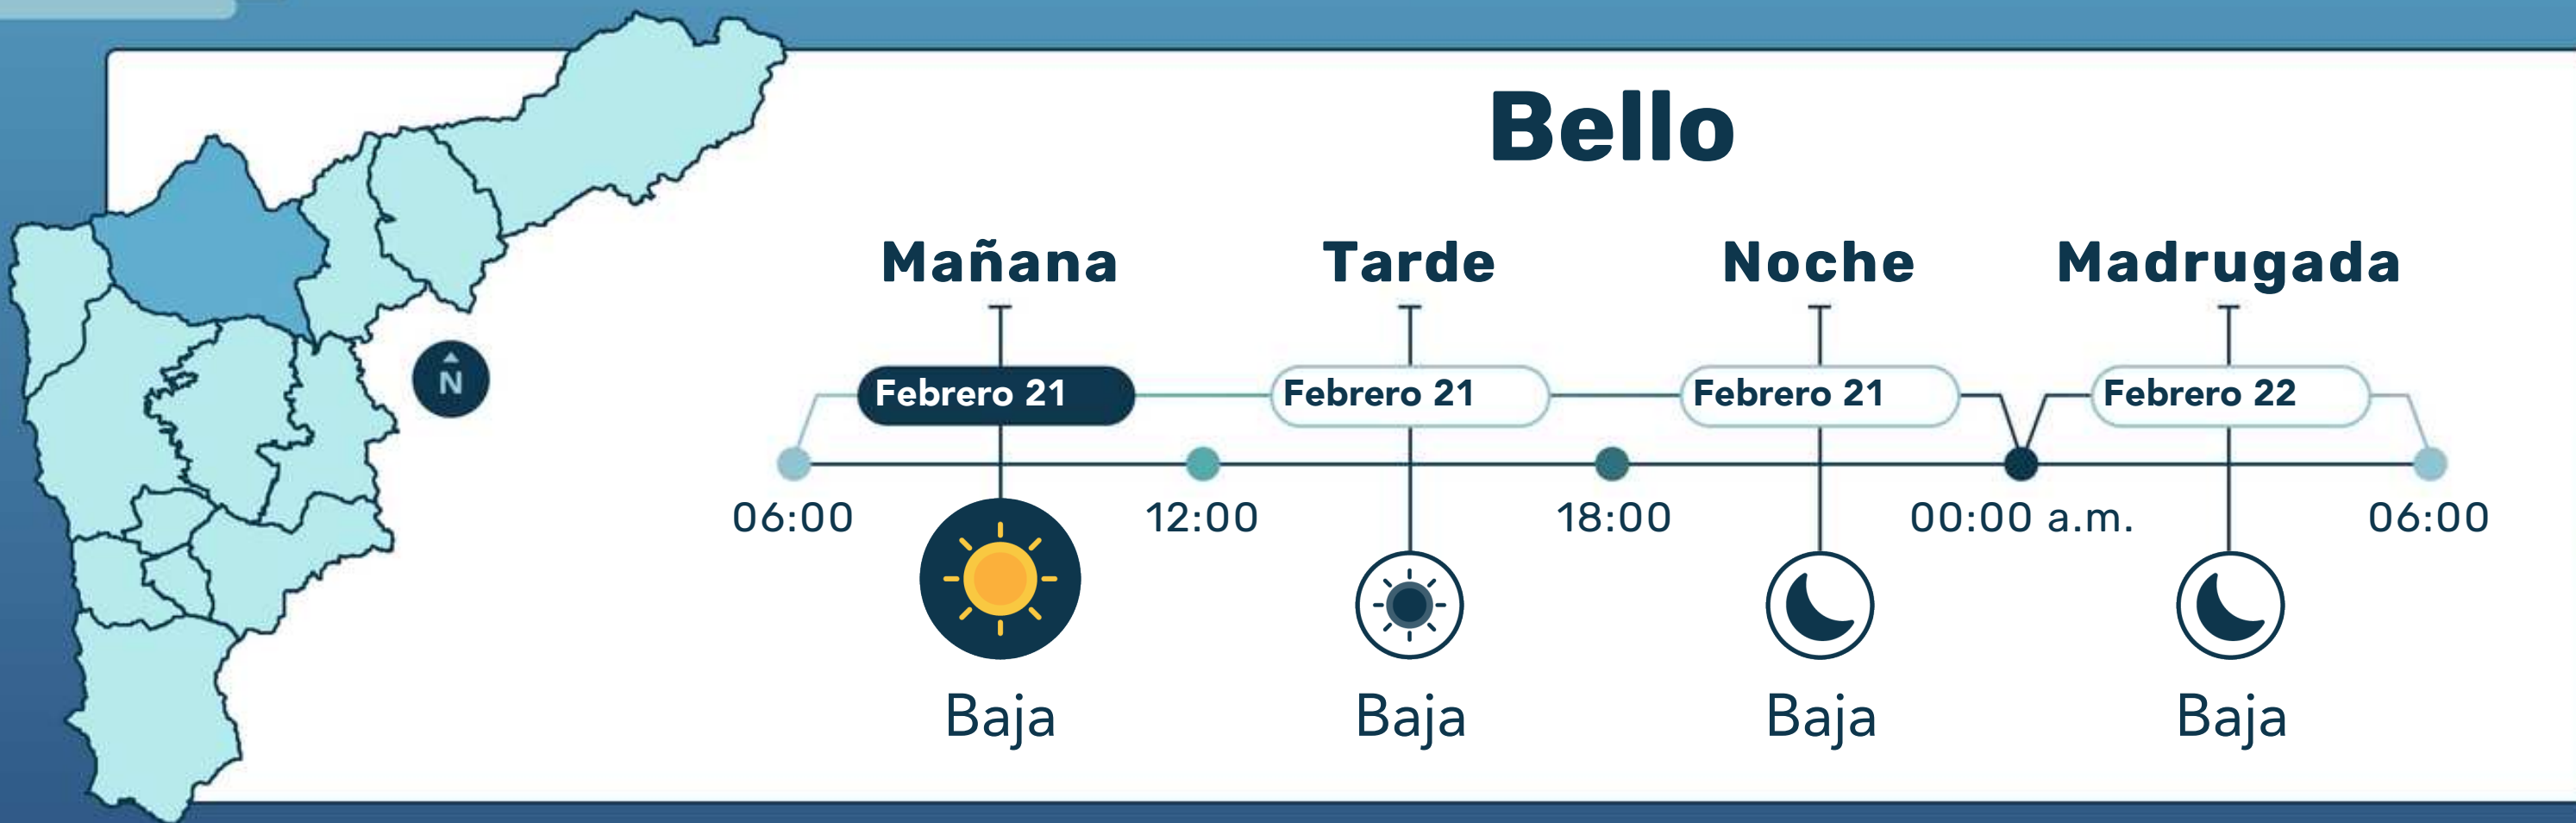 Bello
Mañana Tarde Noche Madrugada
N
Febrero 21 Febrero 21 Febrero 21 Febrero 22
06:00 12:00 18:00 00:00 a.m. 06:00
Baja Baja Baja Baja